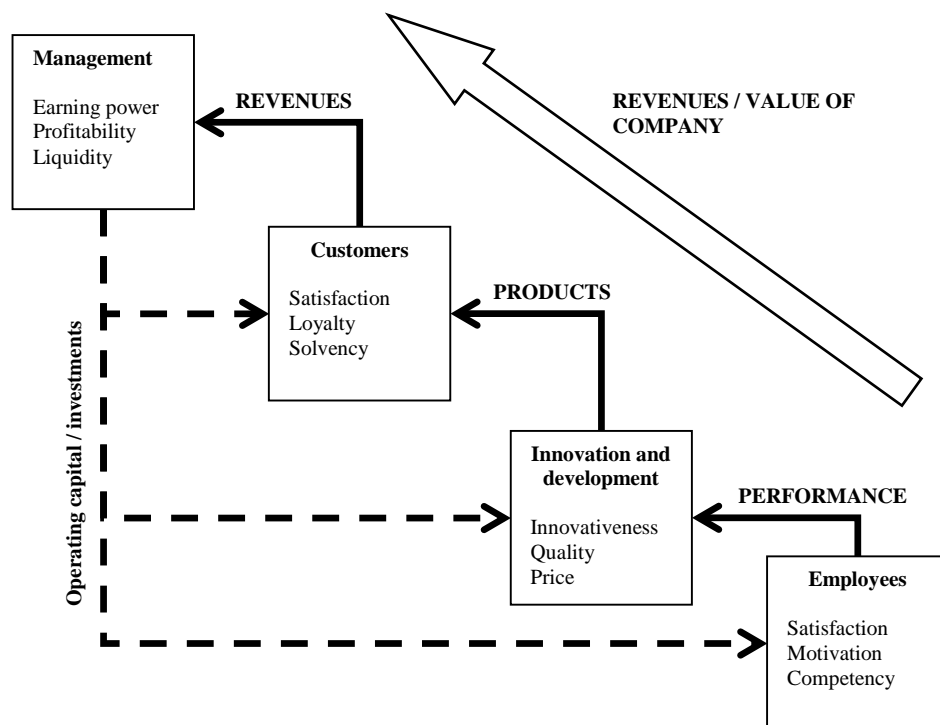 Management
Earning power
Profitability
Liquidity
REVENUES
REVENUES / VALUE OF
COMPANY
Customers
Satisfaction
Loyalty
Solvency
PRODUCTS
Operating capital / investments
Innovation and
development
Innovativeness
Quality
Price
PERFORMANCE
Employees
Satisfaction
Motivation
Competency